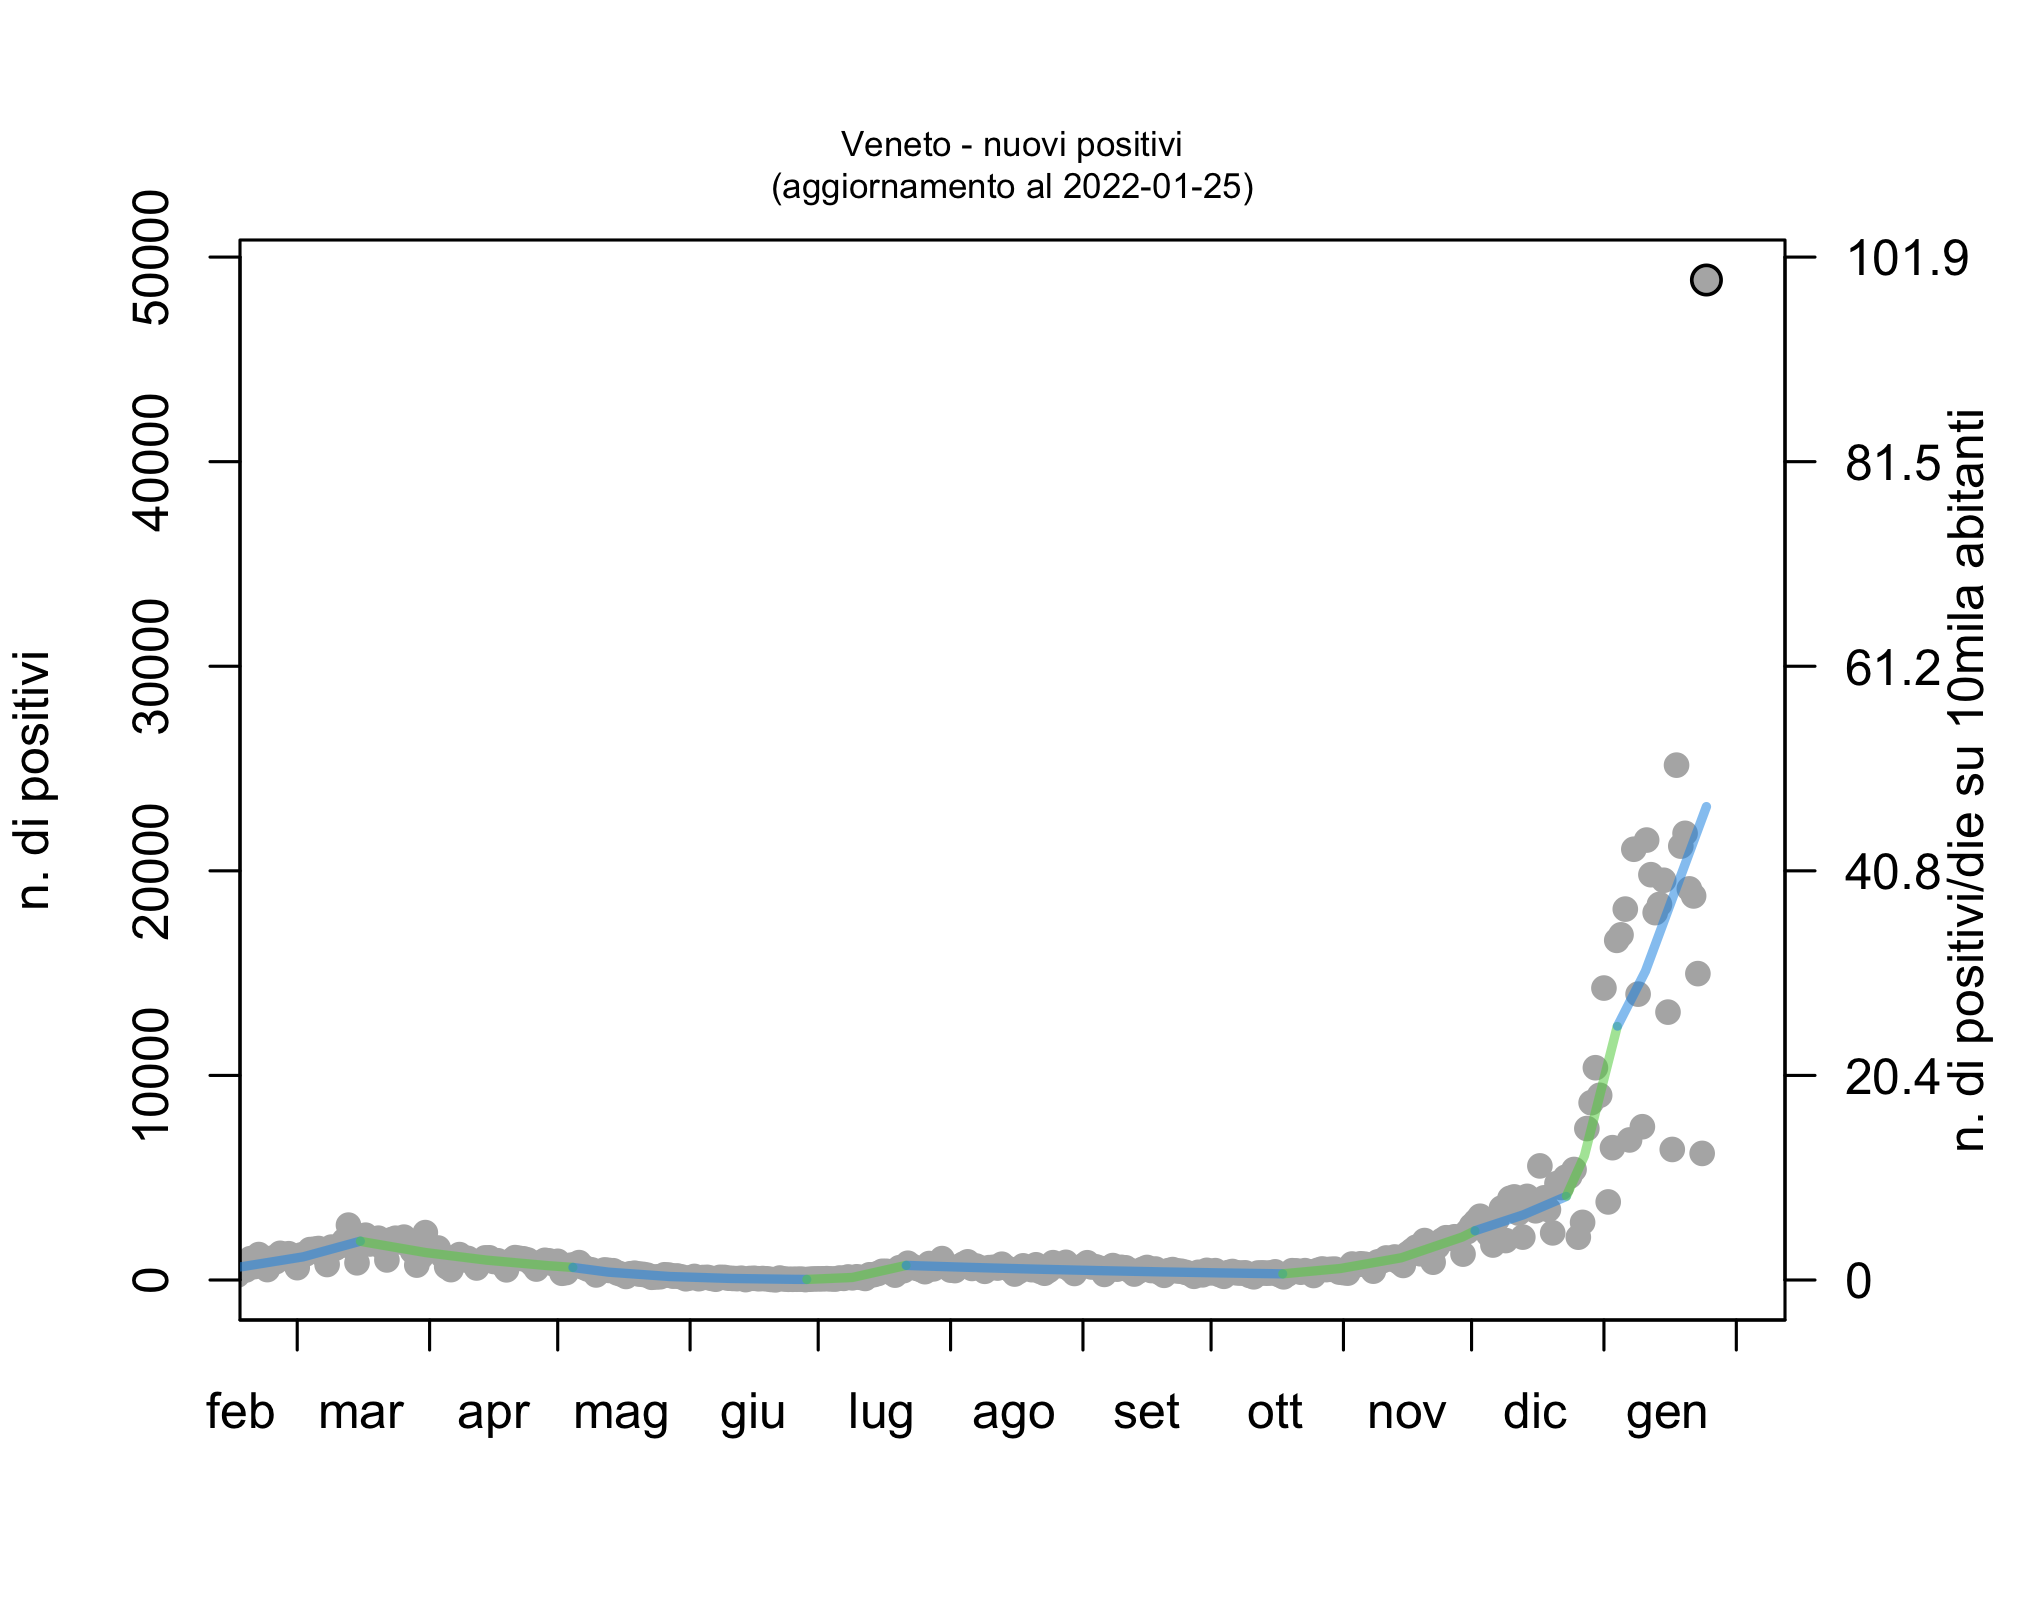 Veneto - nuovi positivi
(aggiornamento al 2022-01-25)
n. di positivi
50000
40000
30000
20000
10000
0
101.9
81.5
61.2
40.8
20.4
0
n. di positivi/die su 10mila abitanti
feb mar apr mag giu lug ago set ott nov dic gen